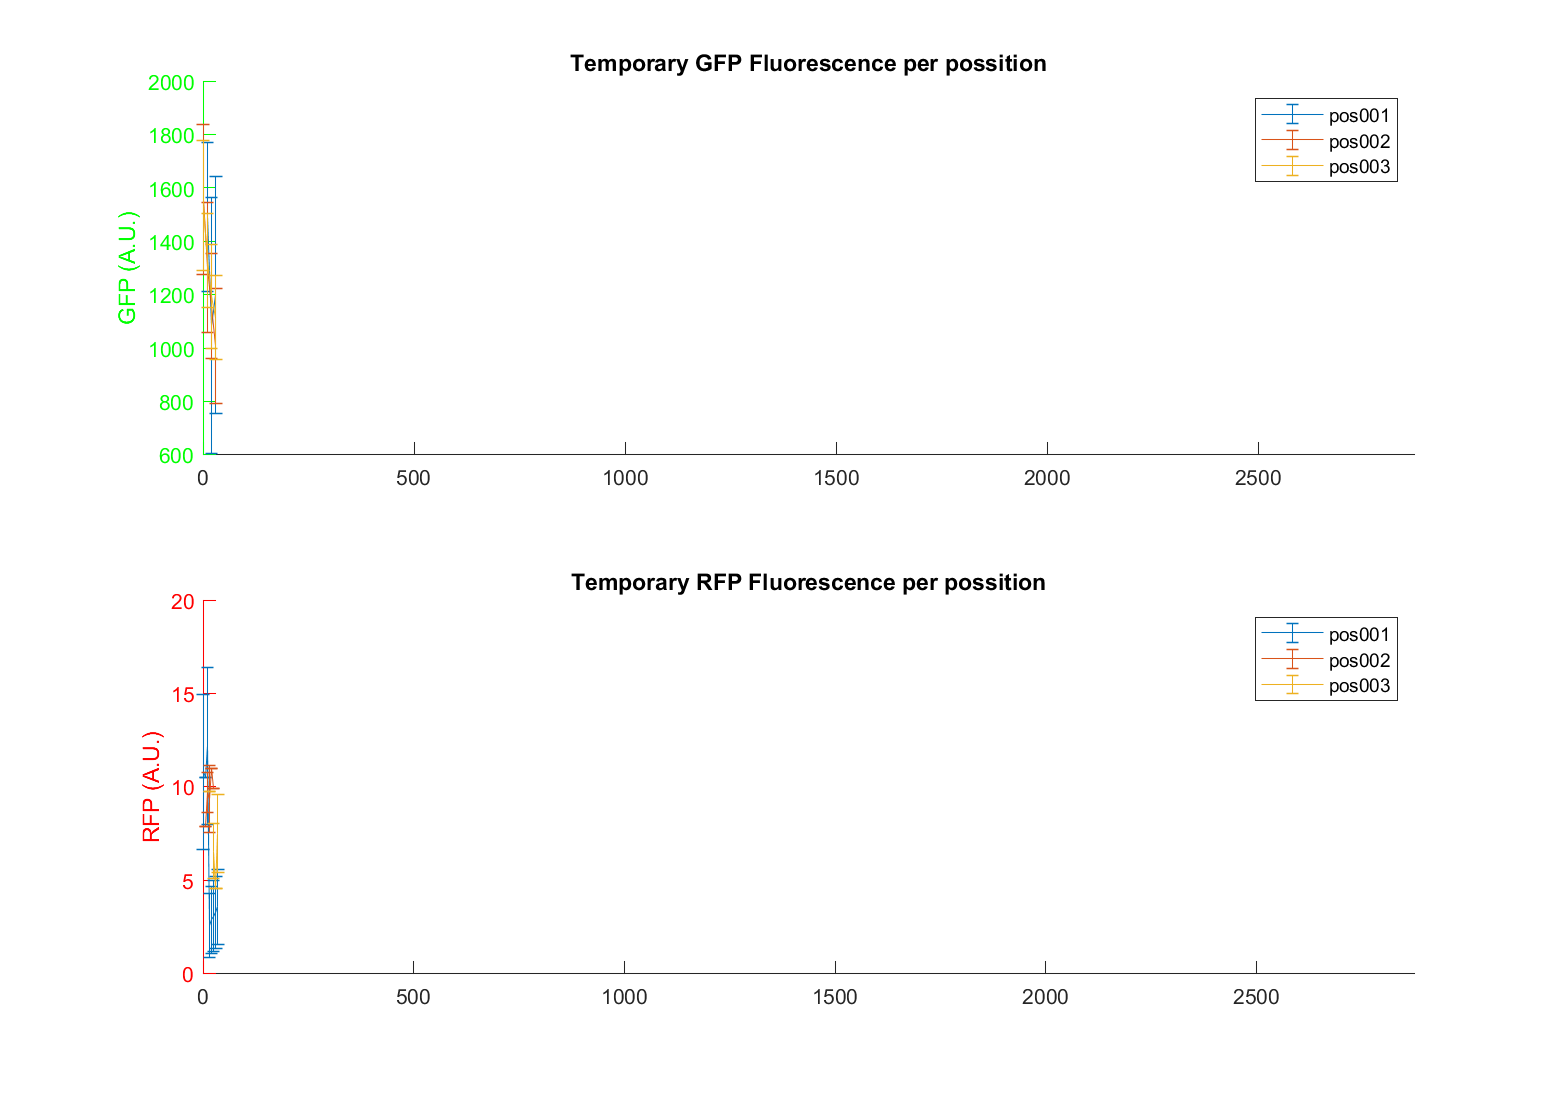 Temporary GFP Fluorescence per possition
2000
1800
1600
1400
1200
1000
800
600
GFP (A.U.)
0 500 1000 1500 2000 2500
pos001
pos002
pos003
Temporary RFP Fluorescence per possition
20
15
10
5
0
RFP (A.U.)
0 500 1000 1500 2000 2500
pos001
pos002
pos003